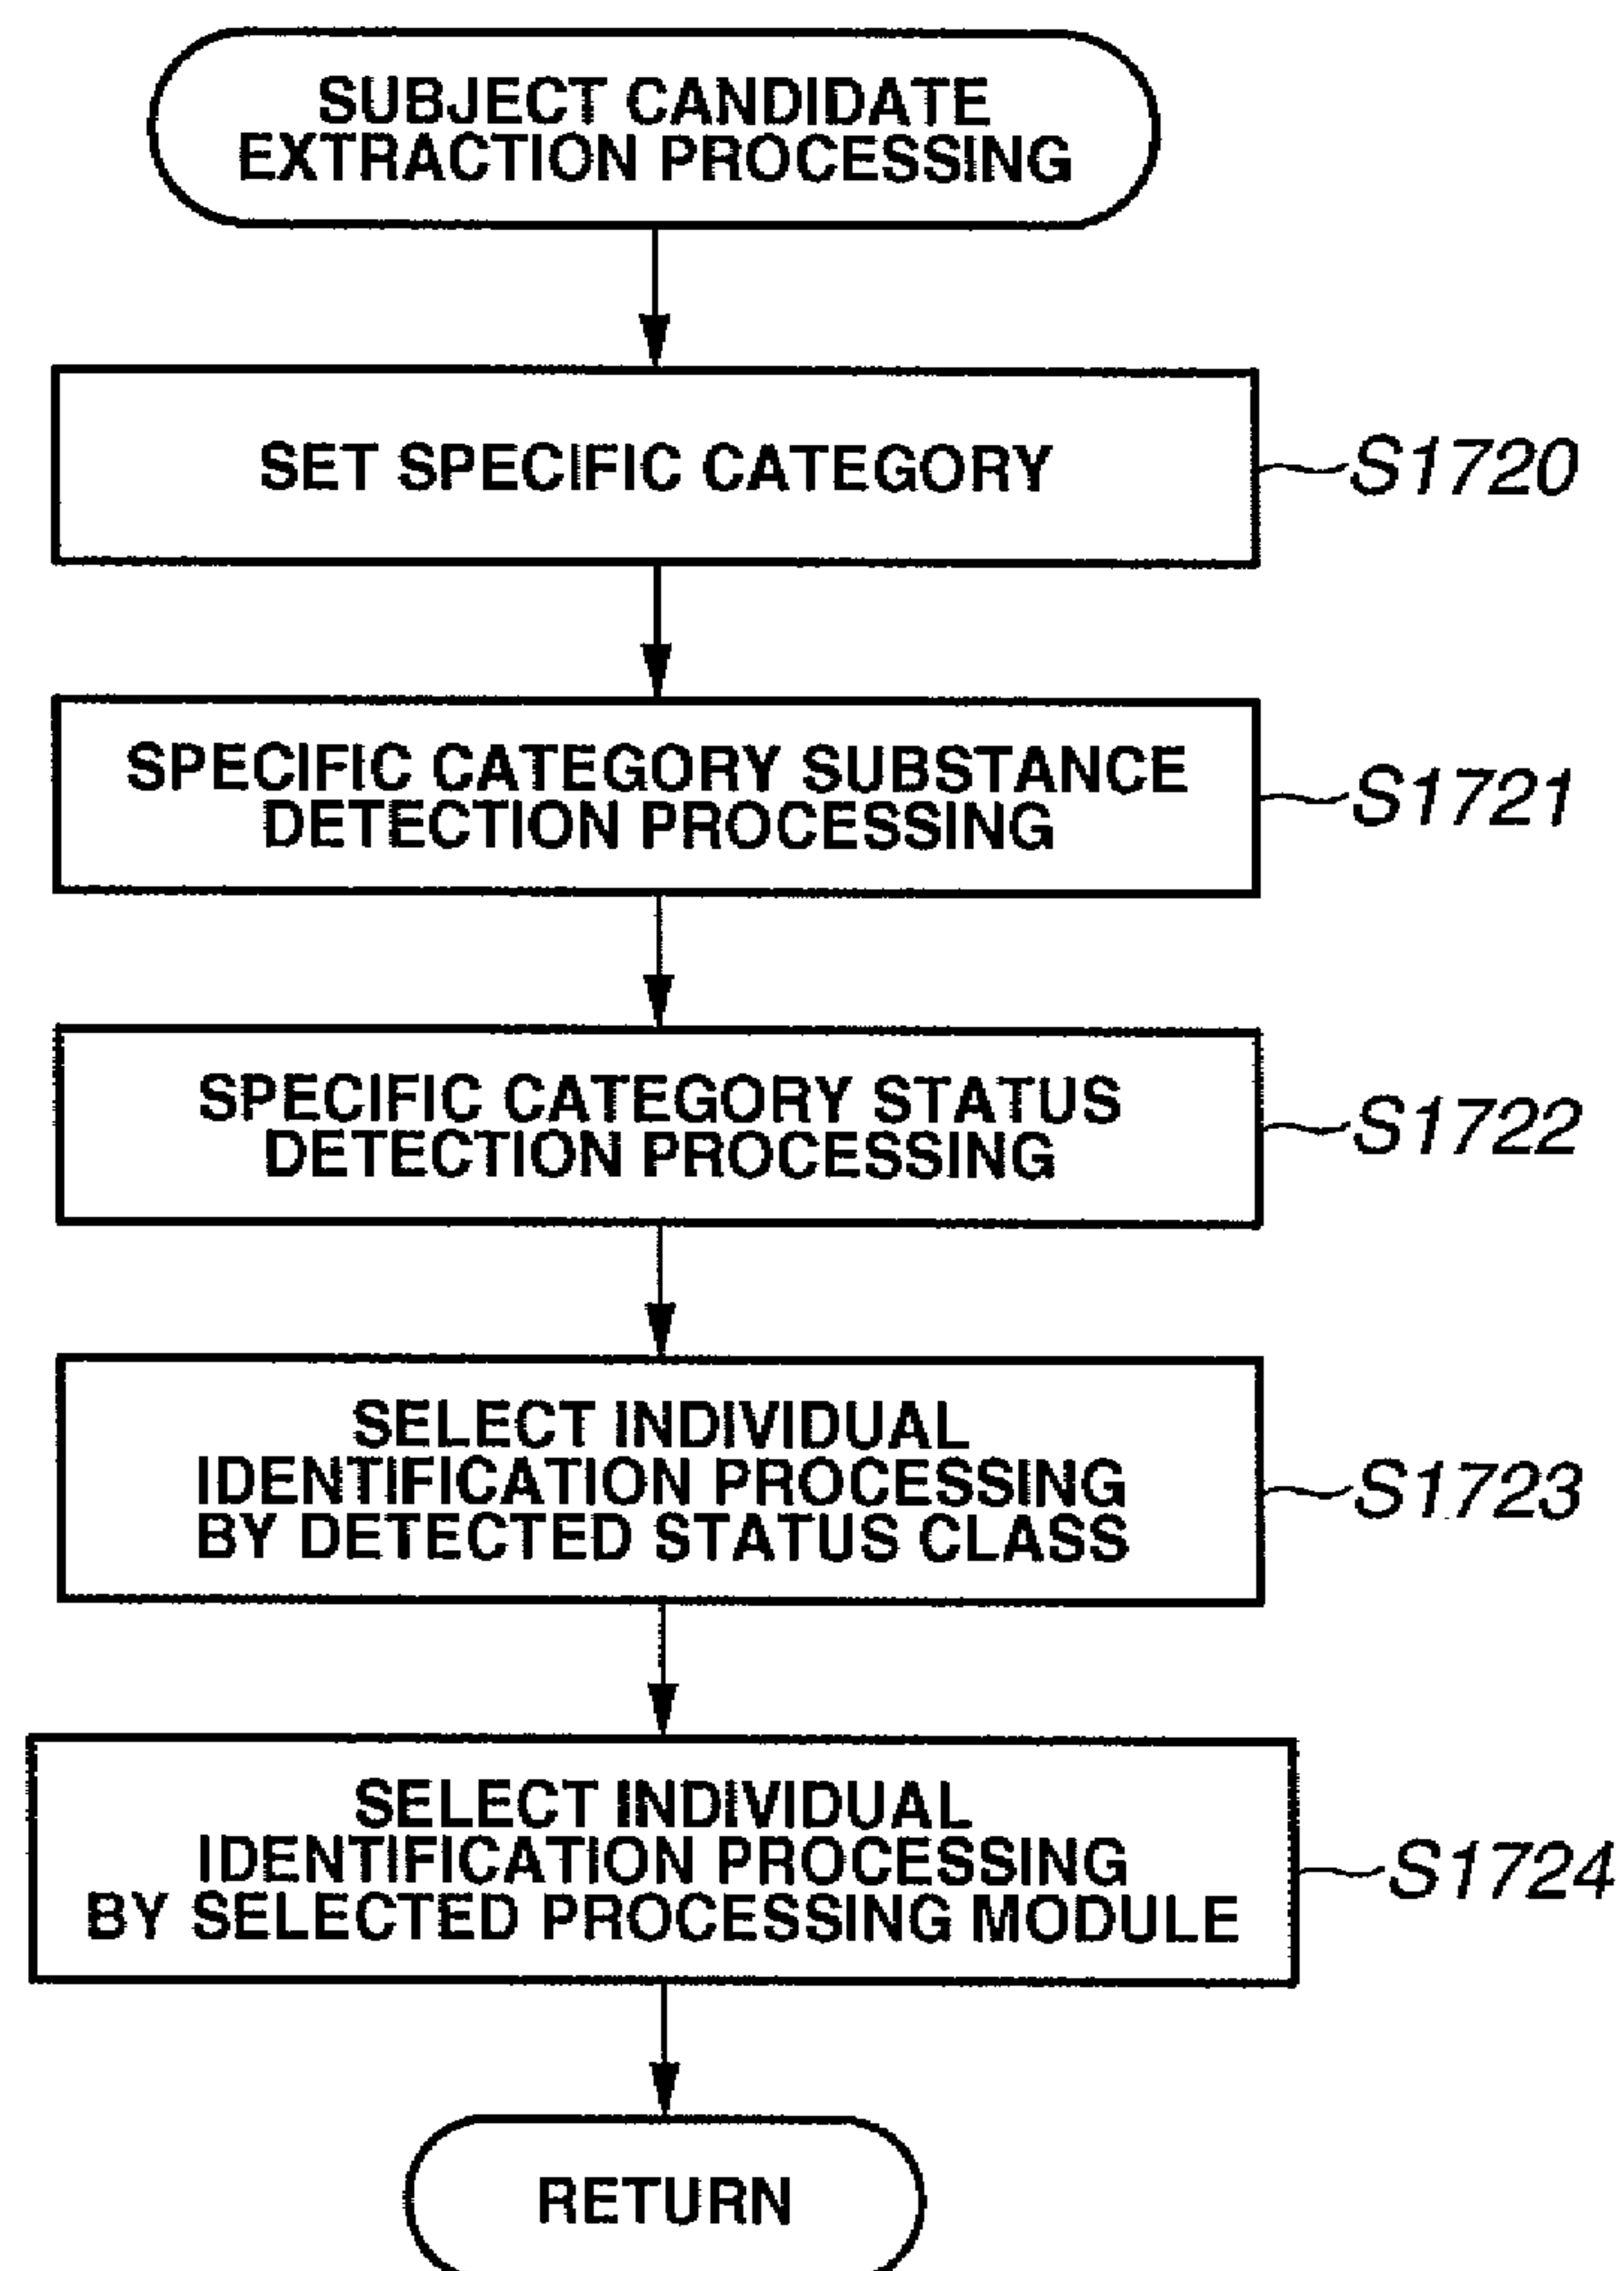 SUBJECT CANDIDATE
EXTRACTION PROCESSING
SET SPECIFIC CATEGORY
S1720
SPECIFIC CATEGORY SUBSTANCE
DETECTION PROCESSING
S1721
SPECIFIC CATEGORY STATUS
DETECTION PROCESSING
S1722
SELECT INDIVIDUAL
IDENTIFICATION PROCESSING
BY DETECTED STATUS CLASS
S1723
SELECT INDIVIDUAL
IDENTIFICATION PROCESSING
BY SELECTED PROCESSING MODULE
S1724
RETURN